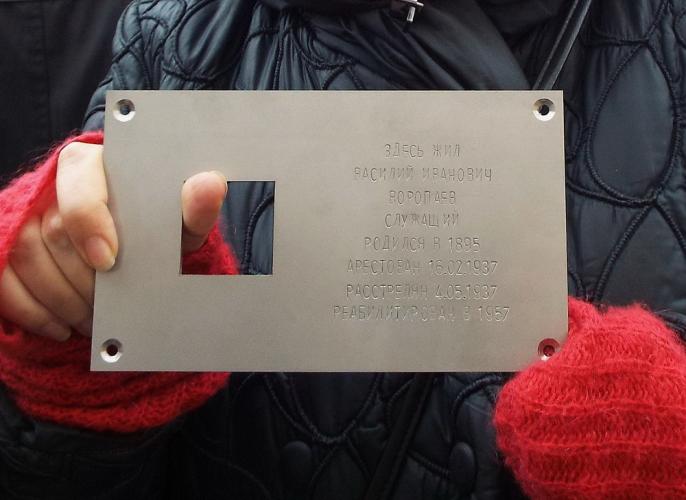 ЗДЕСЬ ЖИЛ
ВАСИЛИЙ ИВАНОВИЧ
ВОРОПАЕВ
СЛУЖАЩИЙ
РОДИЛСЯ В 1895
АРЕСТОВАН 16.02.1937
РАССТРЕЛЯН 4.05.1937
РЕАБИЛИТИРОВАН В 1957